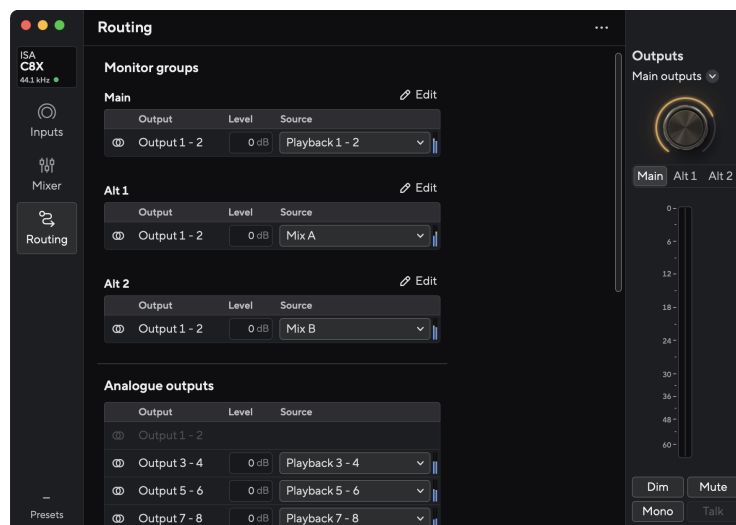 Routing
...
ISA
C8X
44.1 kHz
Inputs
Mixer
Routing
Presets
Monitor groups
Main
Edit
Output Level Source
Output 1 - 2 0 dB Playback 1 - 2
Alt 1
Edit
Output Level Source
Output 1 - 2 0 dB Mix A
Alt 2
Edit
Output Level Source
Output 1 - 2 0 dB Mix B
Analogue outputs
Output Level Source
Output 1 - 2
Output 3 - 4 0 dB Playback 3 - 4
Output 5 - 6 0 dB Playback 5 - 6
Output 7 - 8 0 dB Playback 7 - 8
Outputs
Main outputs
Main Alt 1 Alt 2
0
6
12
18
24
30
36
48
60
Dim Mute
Mono Talk